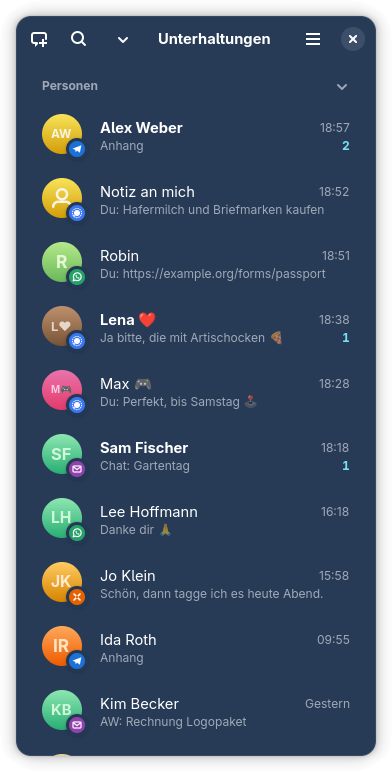 Unterhaltungen
Personen
AW
Alex Weber 18:57
Anhang 2
Notiz an mich 18:52
Du: Hafermilch und Briefmarken kaufen
R
Robin 18:51
Du: https://example.org/forms/passport
L❤
Lena ❤️ 18:38
Ja bitte, die mit Artischocken 🍕 1
M🎮
Max 🎮 18:28
Du: Perfekt, bis Samstag 🕹️
SF
Sam Fischer 18:18
Chat: Gartentag 1
LH
Lee Hoffmann 16:18
Danke dir 🙏
JK
Jo Klein 15:58
Schön, dann tagge ich es heute Abend.
IR
Ida Roth 09:55
Anhang
KB
Kim Becker Gestern
AW: Rechnung Logopaket